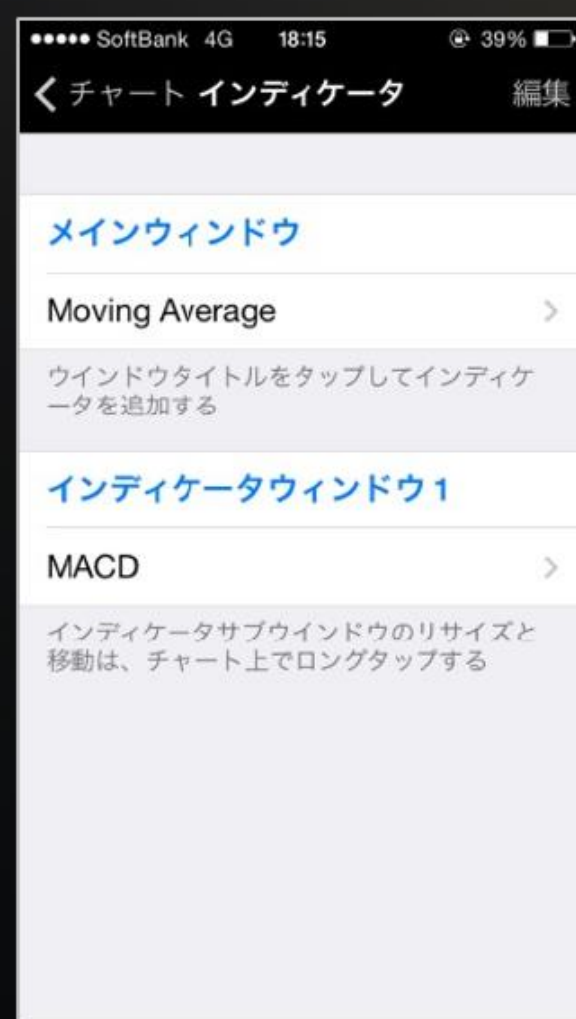 SoftBank 4G 18:15 39%
チャート インディケータ 編集
メインウィンドウ
Moving Average
ウインドウタイトルをタップしてインディケ
ータを追加する
インディケータウィンドウ 1
MACD
インディケータサブウインドウのリサイズと
移動は、チャート上でロングタップする